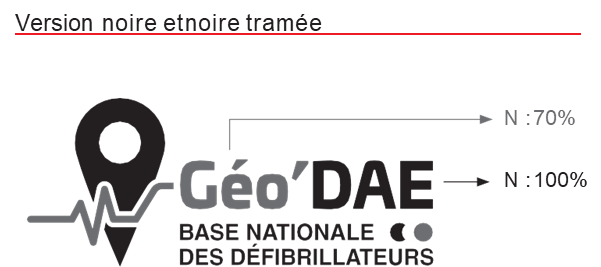 Version noire etnoire tramée
N : 70%
Géo'DAE
N : 100%
BASE NATIONALE
DES DÉFIBRILLATEURS